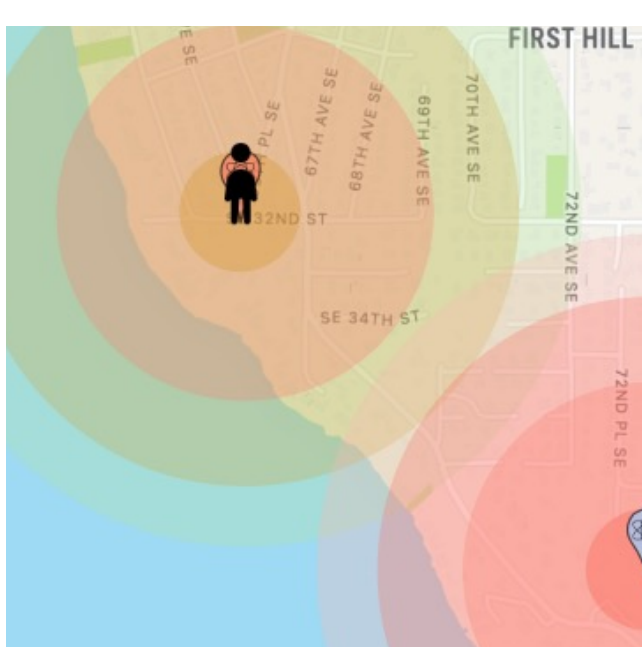 FIRST HILL
E SE
PL SE
67TH AVE SE
68TH AVE SE
69TH AVE SE
70TH AVE SE
72ND AVE SE
32ND ST
SE 34TH ST
72ND PL SE